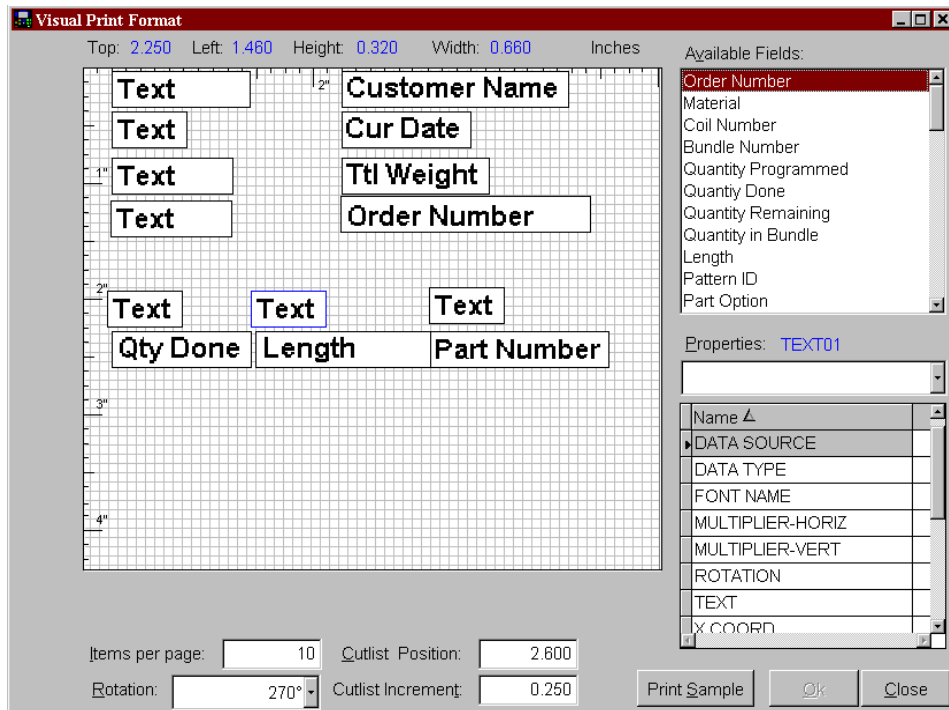 Visual Print Format
Top: 2.250 Left: 1.460 Height: 0.320 Width: 0.660 Inches
Available Fields:
2"
Text Customer Name
Order Number
Material
Text Cur Date
Coil Number
Bundle Number
1"
Text Ttl Weight
Quantity Programmed
Quantiy Done
Text Order Number
Quantity Remaining
Quantity in Bundle
Length
Pattern ID
Part Option
2"
Text Text Text
Qty Done Length Part Number
Properties: TEXT01
3"
Name
DATA SOURCE
DATA TYPE
FONT NAME
4"
MULTIPLIER-HORIZ
MULTIPLIER-VERT
ROTATION
TEXT
X COORD
Items per page: 10 Cutlist Position: 2.600
Rotation: 270° Cutlist Increment: 0.250
Print Sample Ok Close